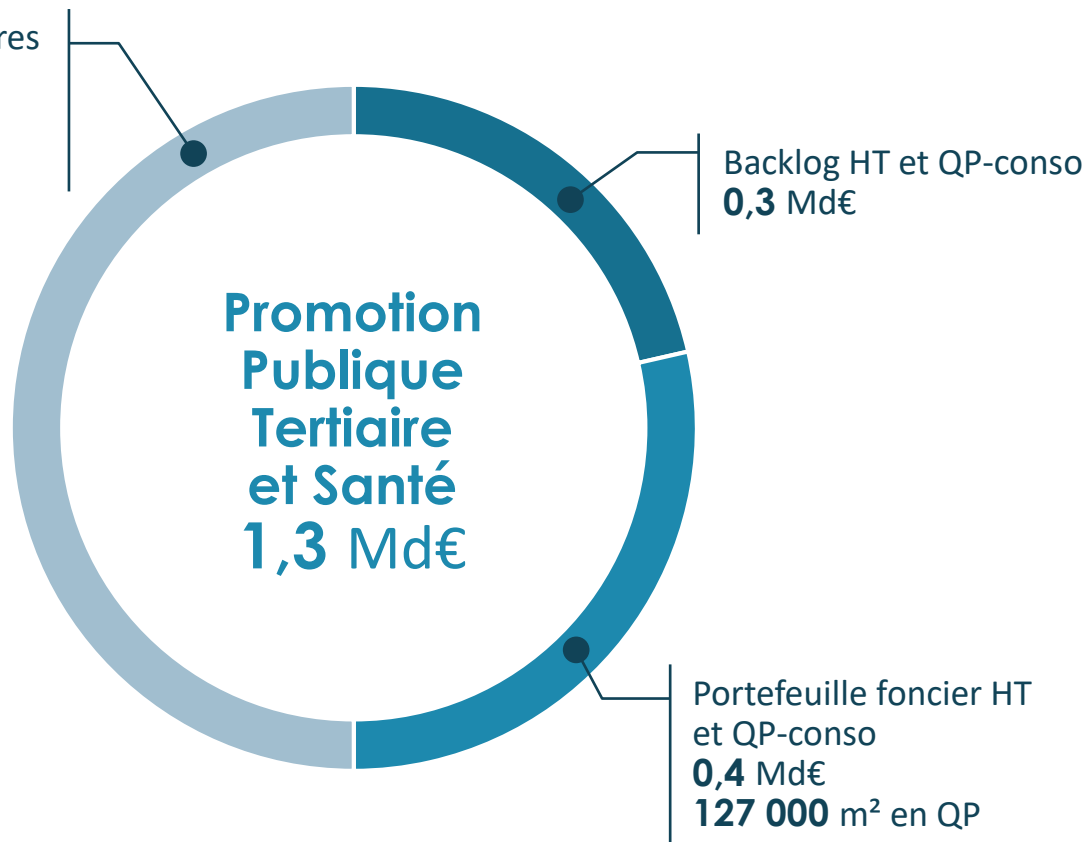 Backlog HT et QP-conso
0,3 Md€
Promotion
Publique
Tertiaire
et Santé
1,3 Md€
Portefeuille foncier HT
et QP-conso
0,4 Md€
127 000 m² en QP